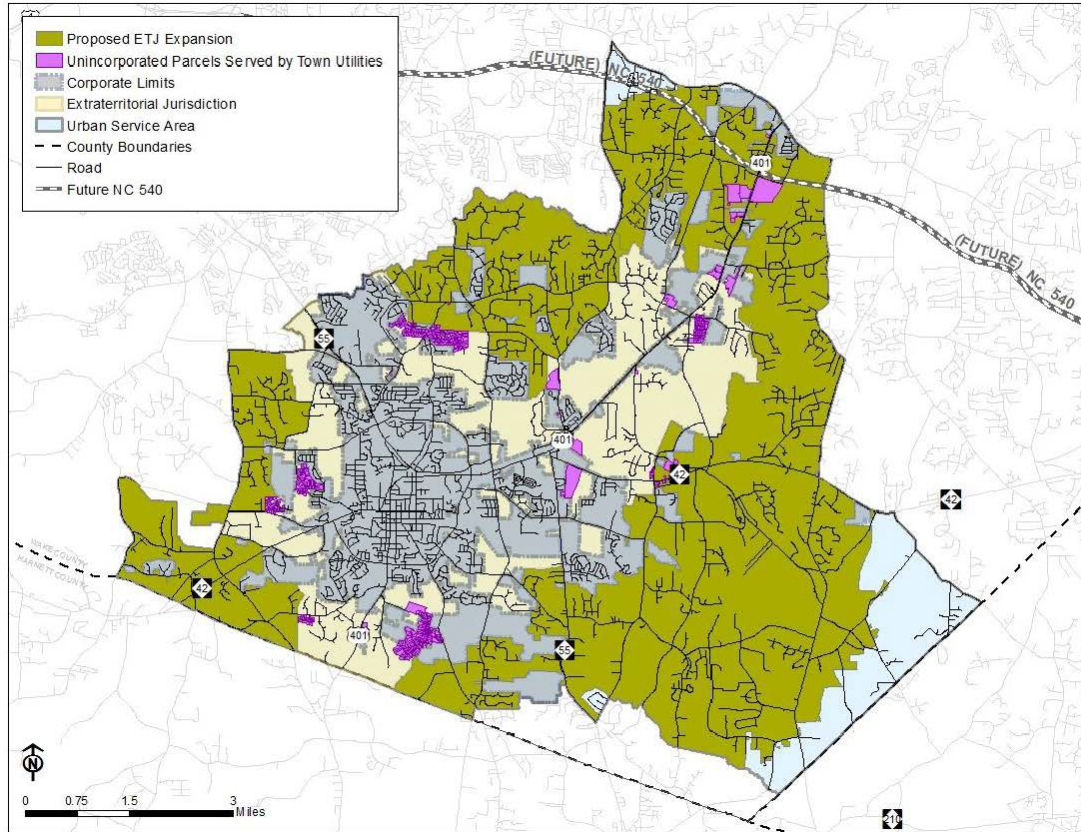 Proposed ETJ Expansion
Unincorporated Parcels Served by Town Utilities
Corporate Limits
Extraterritorial Jurisdiction
Urban Service Area
County Boundaries
Road
Future NC 540
(FUTURE) NC 540
401
(FUTURE) NC 540
55
401
42
42
WAKE COUNTY
HARNETT COUNTY
42
401
55
N
0 0.75 1.5 3
Miles
210